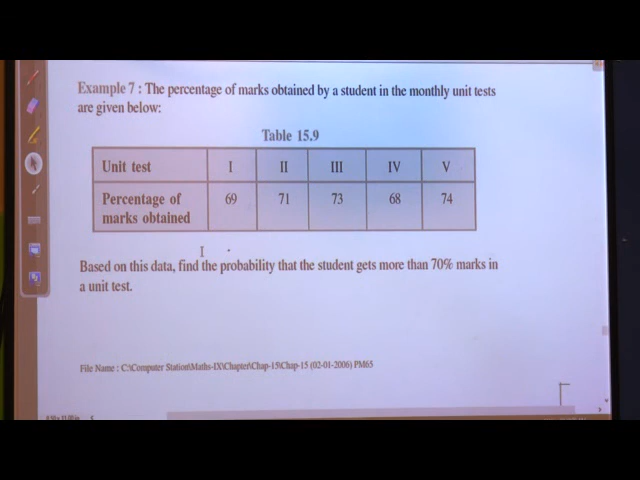 Example 7 : The percentage of marks obtained by a student in the monthly unit tests
are given below:
Table 15.9
Unit test I II III IV V
Percentage of marks obtained 69 71 73 68 74
Based on this data, find the probability that the student gets more than 70% marks in
a unit test.
File Name : C:\Computer Station\Maths-IX\Chapter\Chap-15\Chap-15 (02-01-2006) PM65